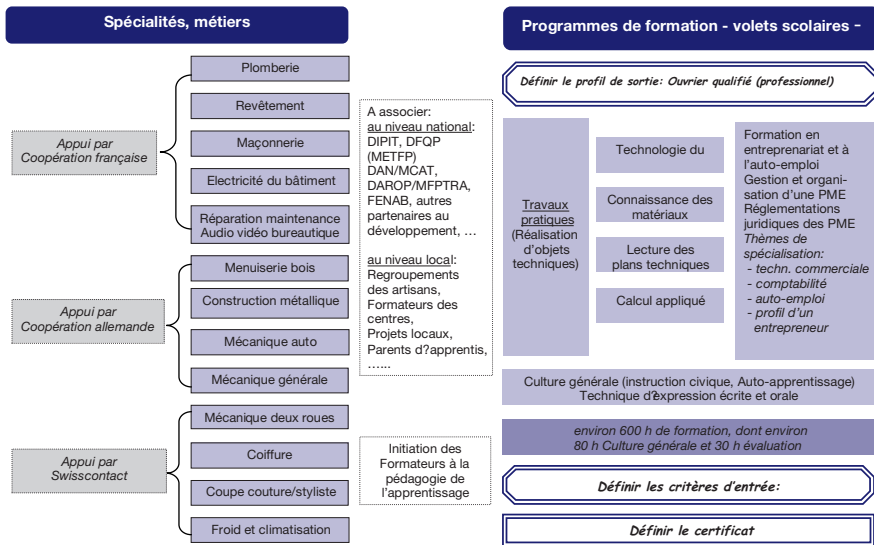 Spécialités, métiers
Appui par
Coopération française
Plomberie
Revêtement
Maçonnerie
Electricité du bâtiment
Réparation maintenance
Audio vidéo bureautique
Appui par
Coopération allemande
Menuiserie bois
Construction métallique
Mécanique auto
Mécanique générale
Appui par
Swisscontact
Mécanique deux roues
Coiffure
Coupe couture/styliste
Froid et climatisation
A associer:
au niveau national:
DIPIT, DFQP
(METFP)
DAN/MCAT,
DAROP/MFPTRA,
FENAB, autres
partenaires au
développement, ...
au niveau local:
Regroupements
des artisans,
Formateurs des
centres,
Projets locaux,
Parents d?apprentis,
…...
Initiation des
Formateurs à la
pédagogie de
l'apprentissage
Programmes de formation - volets scolaires -
Définir le profil de sortie: Ouvrier qualifié (professionnel)
Travaux
pratiques
(Réalisation
d'objets
techniques)
Technologie du
Connaissance des
matériaux
Lecture des
plans techniques
Calcul appliqué
Formation en
entreprenariat et à
l'auto-emploi
Gestion et organi-
sation d'une PME
Réglementations
juridiques des PME
Thèmes de
spécialisation:
- techn. commerciale
- comptabilité
- auto-emploi
- profil d'un
entrepreneur
Culture générale (instruction civique, Auto-apprentissage)
Technique d?expression écrite et orale
environ 600 h de formation, dont environ
80 h Culture générale et 30 h évaluation
Définir les critères d'entrée:
Définir le certificat